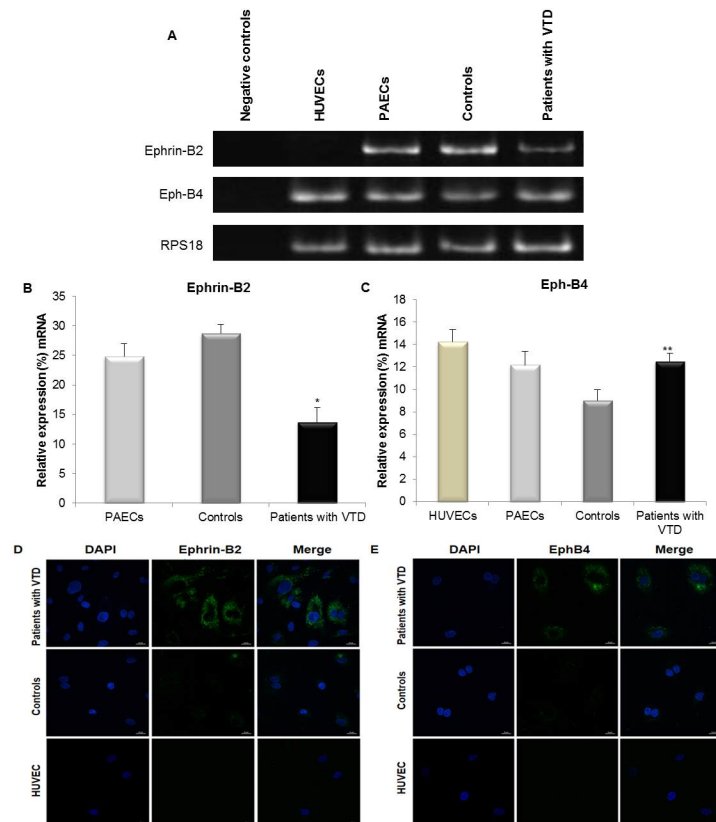 A
Negative controls
HUVECs
PAECs
Controls
Patients with VTD
Ephrin-B2
Eph-B4
RPS18
B
Ephrin-B2
Relative expression (%) mRNA
35
30
25
20
15
10
5
0
*
PAECs
Controls
Patients with VTD
C
Eph-B4
Relative expression (%) mRNA
18
16
14
12
10
8
6
4
2
0
**
HUVECs
PAECs
Controls
Patients with
VTD
D
DAPI
Ephrin-B2
Merge
Patients with VTD
Controls
HUVEC
E
DAPI
EphB4
Merge
Patients with VTD
Controls
HUVEC